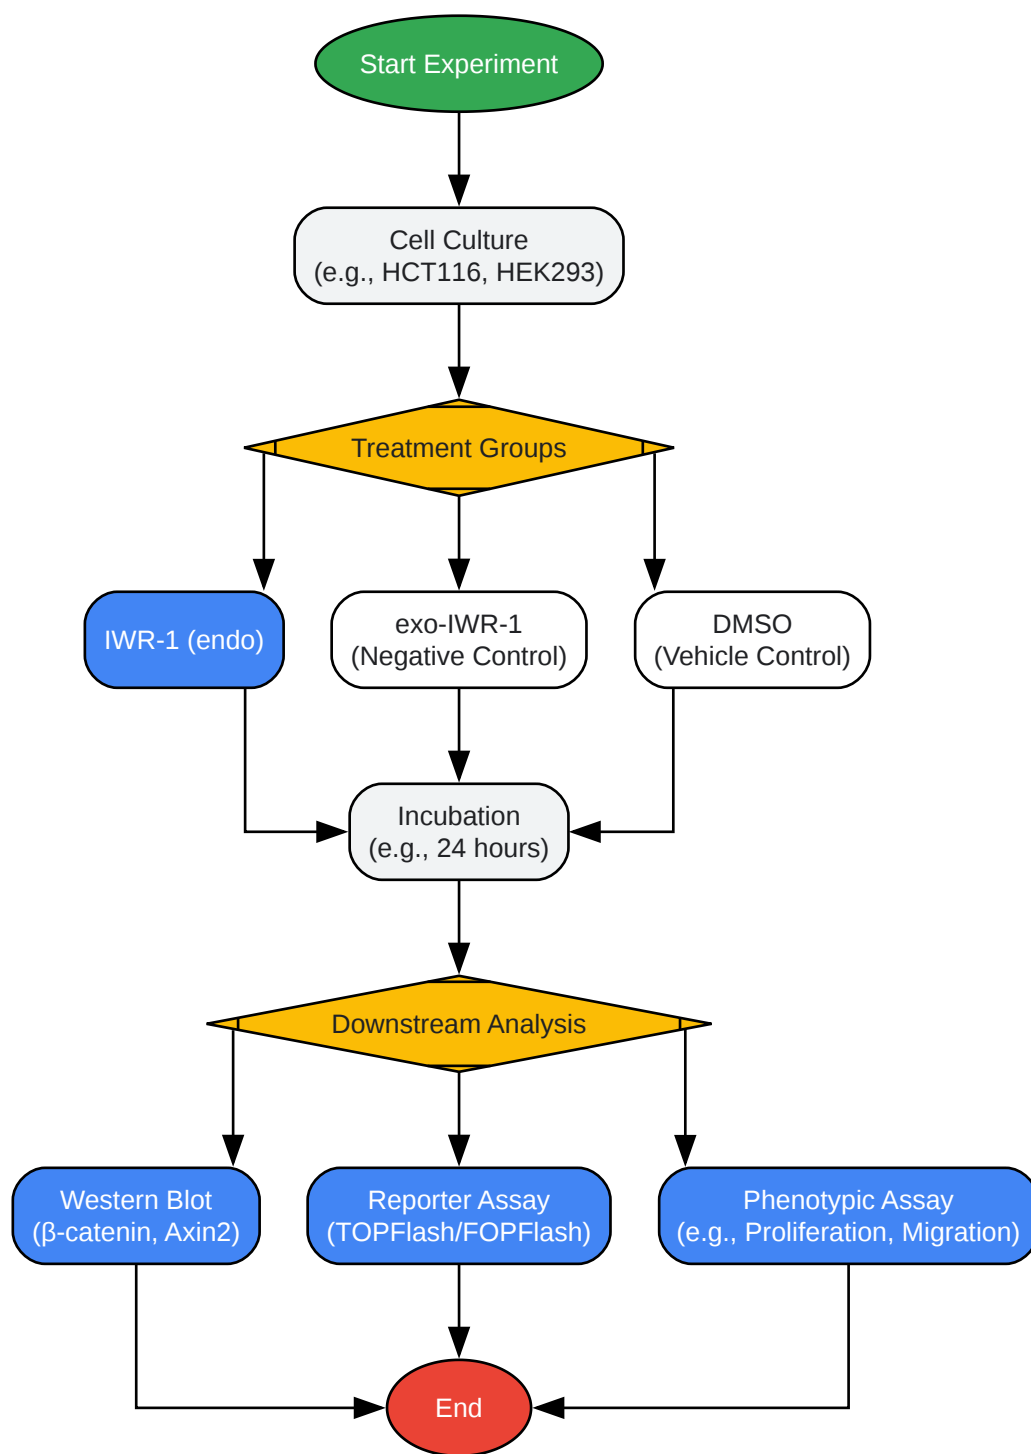 Start Experiment
Cell Culture
(e.g., HCT116, HEK293)
Treatment Groups
IWR-1 (endo)
exo-IWR-1
(Negative Control)
DMSO
(Vehicle Control)
Incubation
(e.g., 24 hours)
Downstream Analysis
Western Blot
(β-catenin, Axin2)
Reporter Assay
(TOPFlash/FOPFlash)
Phenotypic Assay
(e.g., Proliferation, Migration)
End